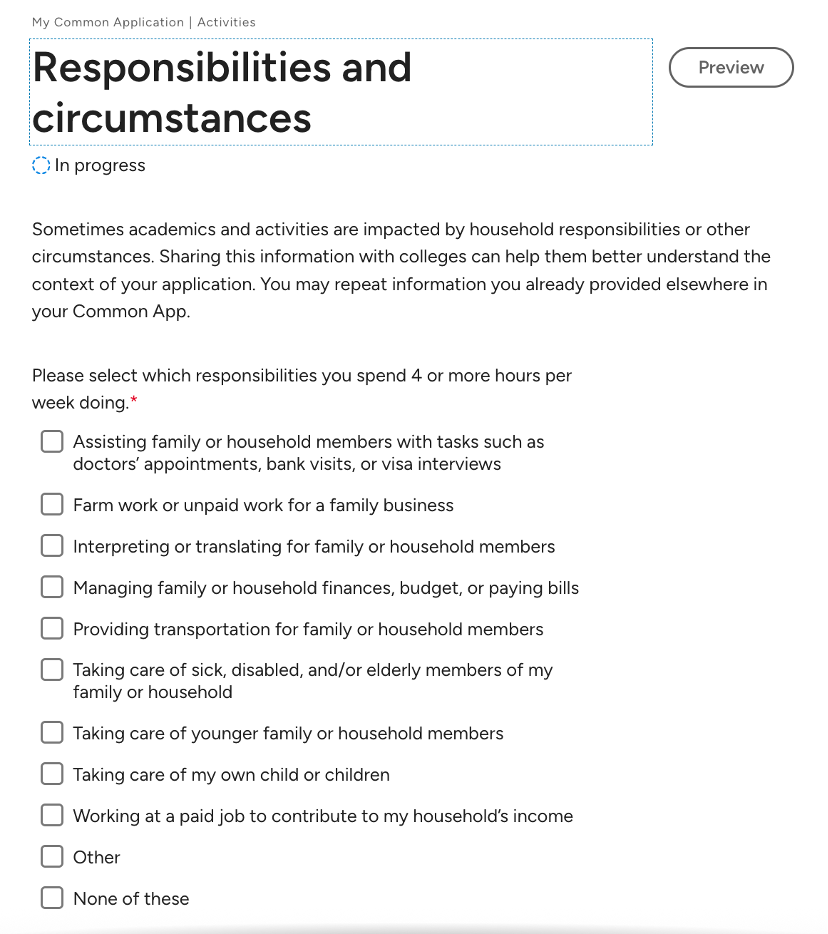 My Common Application | Activities
Responsibilities and
circumstances
Preview
In progress
Sometimes academics and activities are impacted by household responsibilities or other
circumstances. Sharing this information with colleges can help them better understand the
context of your application. You may repeat information you already provided elsewhere in
your Common App.
Please select which responsibilities you spend 4 or more hours per
week doing.*
Assisting family or household members with tasks such as
doctors’ appointments, bank visits, or visa interviews
Farm work or unpaid work for a family business
Interpreting or translating for family or household members
Managing family or household finances, budget, or paying bills
Providing transportation for family or household members
Taking care of sick, disabled, and/or elderly members of my
family or household
Taking care of younger family or household members
Taking care of my own child or children
Working at a paid job to contribute to my household’s income
Other
None of these